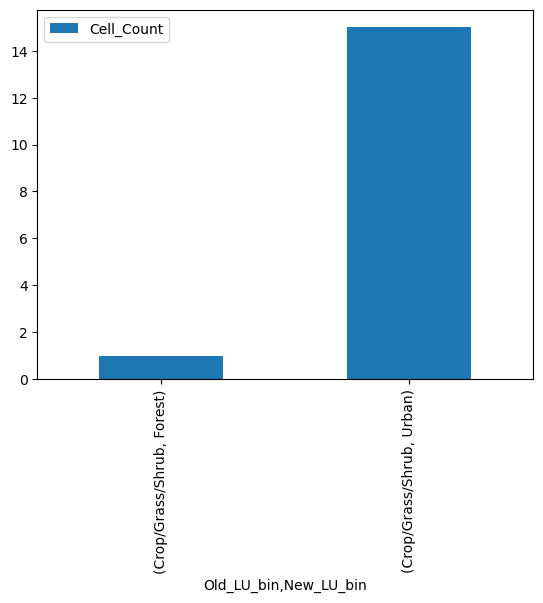 Cell_Count
14
12
10
8
6
4
2
0
(Crop/Grass/Shrub, Forest)
(Crop/Grass/Shrub, Urban)
Old_LU_bin,New_LU_bin